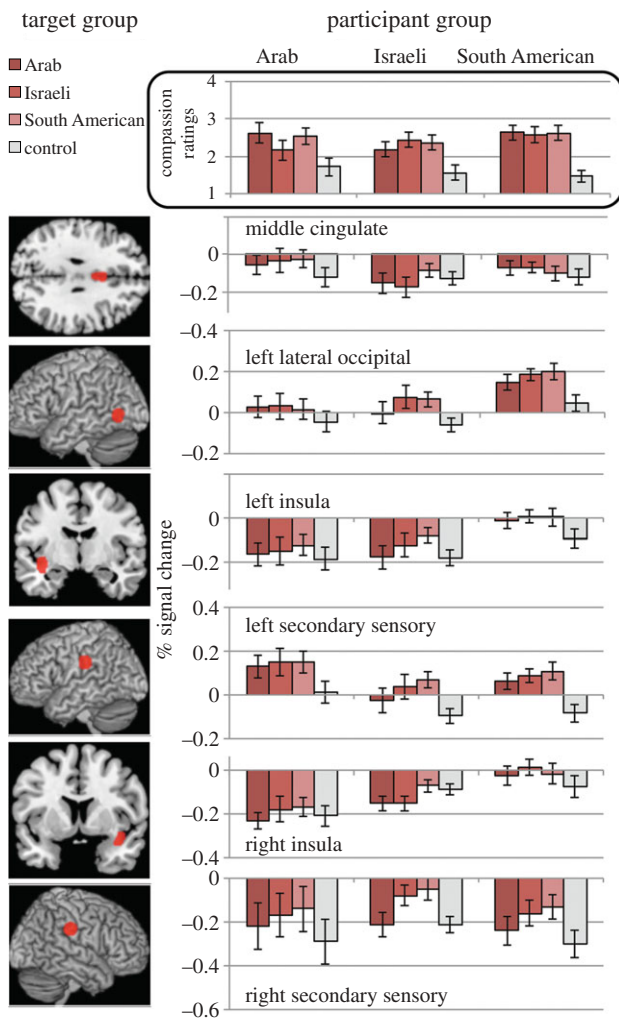 target group
participant group
Arab
Israeli
South American
control
Arab
Israeli
South American
compassion
ratings
4
3
2
1
% signal change
middle cingulate
0
–0.2
–0.4
left lateral occipital
0.2
0
–0.2
left insula
0
–0.2
0.4
left secondary sensory
0.2
0
–0.2
0
–0.2
–0.4
right insula
0
–0.2
–0.4
–0.6
right secondary sensory